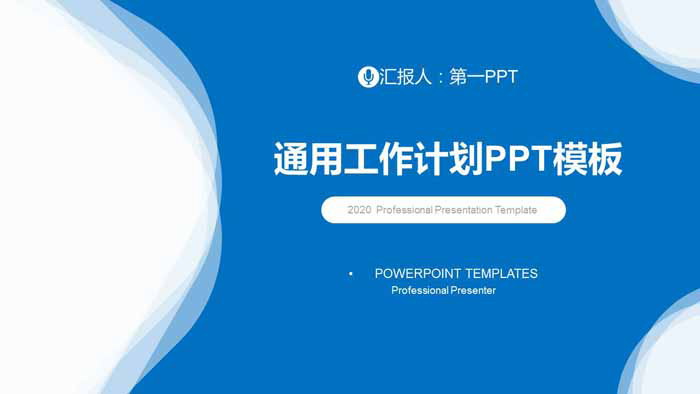 汇报人：第一PPT
通用工作计划PPT模板
2020 Professional Presentation Template
• POWERPOINT TEMPLATES
Professional Presenter